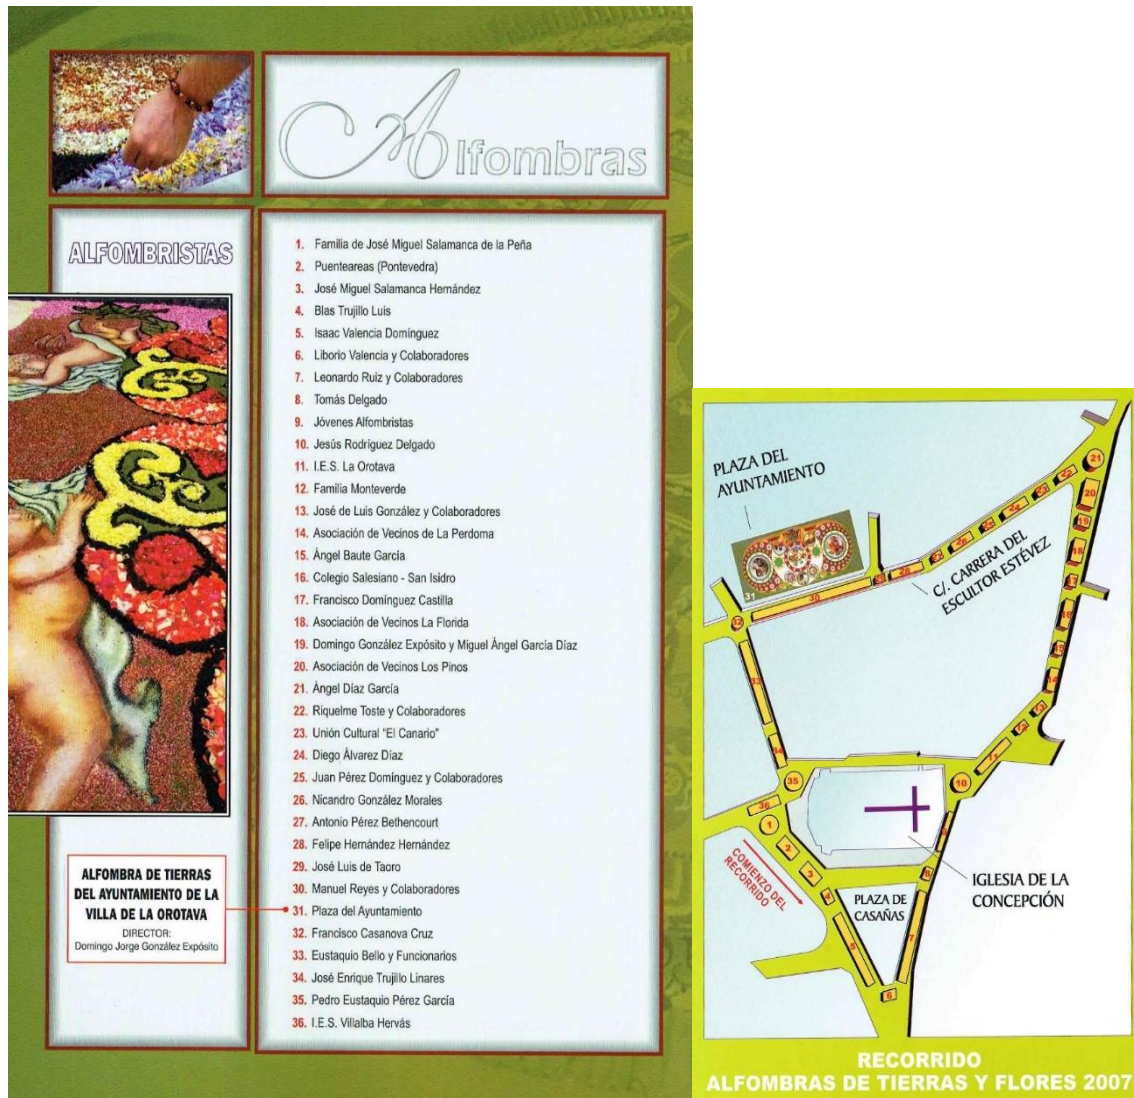 Alfombras
ALFOMBRISTAS
1. Familia de José Miguel Salamanca de la Peña
2. Puenteareas (Pontevedra)
3. José Miguel Salamanca Hernández
4. Blas Trujillo Luis
5. Isaac Valencia Domínguez
6. Liborio Valencia y Colaboradores
7. Leonardo Ruiz y Colaboradores
8. Tomás Delgado
9. Jóvenes Alfombristas
10. Jesús Rodríguez Delgado
11. I.E.S. La Orotava
12. Familia Monteverde
13. José de Luis González y Colaboradores
14. Asociación de Vecinos de La Perdoma
15. Ángel Baute García
16. Colegio Salesiano - San Isidro
17. Francisco Domínguez Castilla
18. Asociación de Vecinos La Florida
19. Domingo González Expósito y Miguel Ángel García Díaz
20. Asociación de Vecinos Los Pinos
21. Ángel Díaz García
22. Riquelme Toste y Colaboradores
23. Unión Cultural "El Canario"
24. Diego Álvarez Díaz
25. Juan Pérez Domínguez y Colaboradores
26. Nicandro González Morales
27. Antonio Pérez Bethencourt
28. Felipe Hernández Hernández
29. José Luis de Taoro
30. Manuel Reyes y Colaboradores
31. Plaza del Ayuntamiento
32. Francisco Casanova Cruz
33. Eustaquio Bello y Funcionarios
34. José Enrique Trujillo Linares
35. Pedro Eustaquio Pérez García
36. I.E.S. Villalba Hervás
ALFOMBRA DE TIERRAS
DEL AYUNTAMIENTO DE LA
VILLA DE LA OROTAVA
DIRECTOR:
Domingo Jorge González Expósito
PLAZA DEL
AYUNTAMIENTO
C/. CARRERA DEL
ESCULTOR ESTÉVEZ
21
22
20
23
24
19
25
18
26
17
28
30
31
32
16
15
14
33
13
12
34
11
35
10
36
1
2
3
4
5
6
7
8
COMIENZO DEL
RECORRIDO
PLAZA DE
CASAÑAS
IGLESIA DE LA
CONCEPCIÓN
RECORRIDO
ALFOMBRAS DE TIERRAS Y FLORES 2007